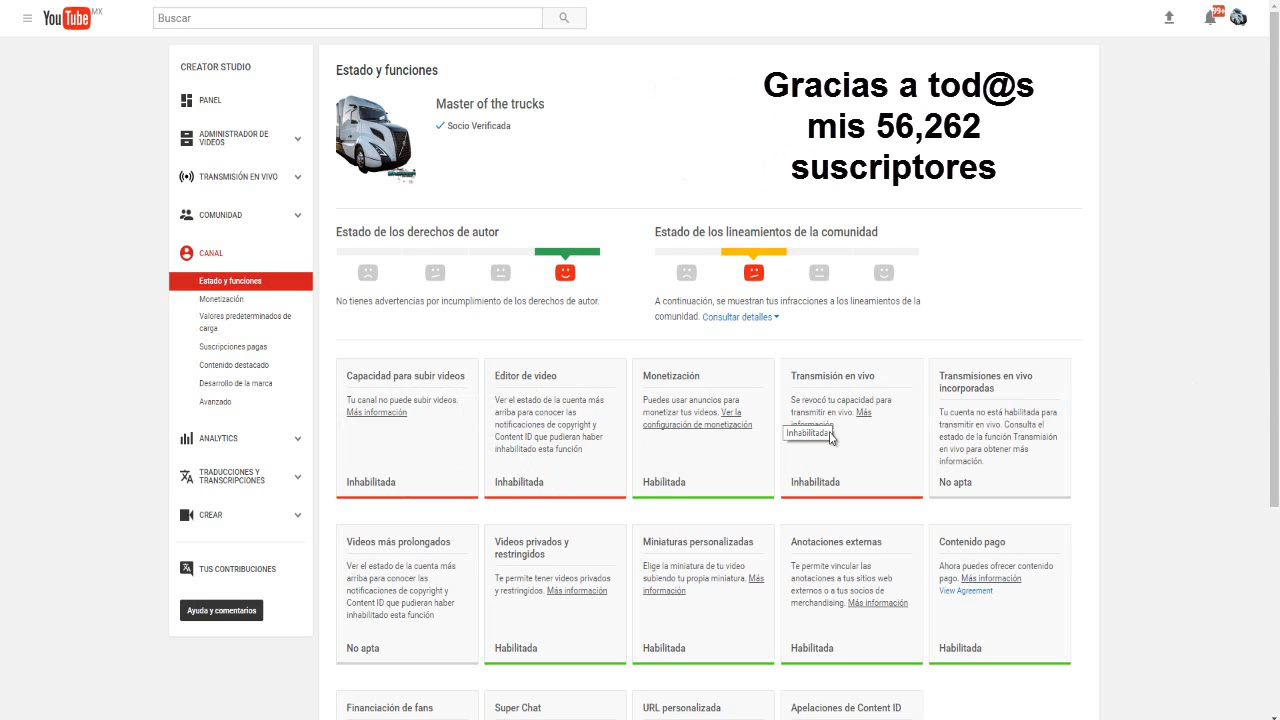 YouTube MX
Buscar
99+
CREATOR STUDIO
PANEL
ADMINISTRADOR DE
VIDEOS
TRANSMISIÓN EN VIVO
COMUNIDAD
CANAL
Estado y funciones
Monetización
Valores predeterminados de
carga
Suscripciones pagas
Contenido destacado
Desarrollo de la marca
Avanzado
ANALYTICS
TRADUCCIONES Y
TRANSCRIPCIONES
CREAR
TUS CONTRIBUCIONES
Ayuda y comentarios
Estado y funciones
Master of the trucks
Socio Verificada
Gracias a tod@s
mis 56,262
suscriptores
Estado de los derechos de autor
No tienes advertencias por incumplimiento de los derechos de autor.
Estado de los lineamientos de la comunidad
A continuación, se muestran tus infracciones a los lineamientos de la
comunidad. Consultar detalles
Capacidad para subir videos
Tu canal no puede subir videos.
Más información
Inhabilitada
Editor de video
Ver el estado de la cuenta más
arriba para conocer las
notificaciones de copyright y
Content ID que pudieran haber
inhabilitado esta función
Inhabilitada
Monetización
Puedes usar anuncios para
monetizar tus videos. Ver la
configuración de monetización
Habilitada
Transmisión en vivo
Se revocó tu capacidad para
transmitir en vivo. Más
información
Inhabilitada
Inhabilitada
Transmisiones en vivo
incorporadas
Tu cuenta no está habilitada para
transmitir en vivo. Consulta el
estado de la función Transmisión
en vivo para obtener más
información.
No apta
Videos más prolongados
Ver el estado de la cuenta más
arriba para conocer las
notificaciones de copyright y
Content ID que pudieran haber
inhabilitado esta función
No apta
Videos privados y
restringidos
Te permite tener videos privados
y restringidos. Más información
Habilitada
Miniaturas personalizadas
Elige la miniatura de tu video
subiendo tu propia miniatura. Más
información
Habilitada
Anotaciones externas
Te permite vincular las
anotaciones a tus sitios web
externos o a tus socios de
merchandising. Más información
Habilitada
Contenido pago
Ahora puedes ofrecer contenido
pago. Más información
View Agreement
Habilitada
Financiación de fans
Super Chat
URL personalizada
Apelaciones de Content ID